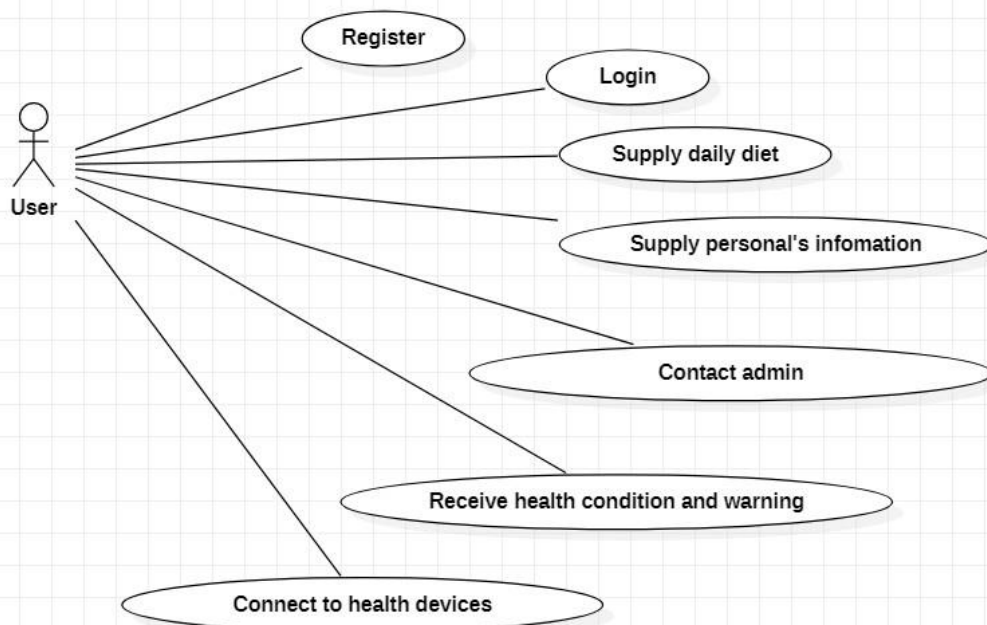 Register
Login
Supply daily diet
User
Supply personal's infomation
Contact admin
Receive health condition and warning
Connect to health devices